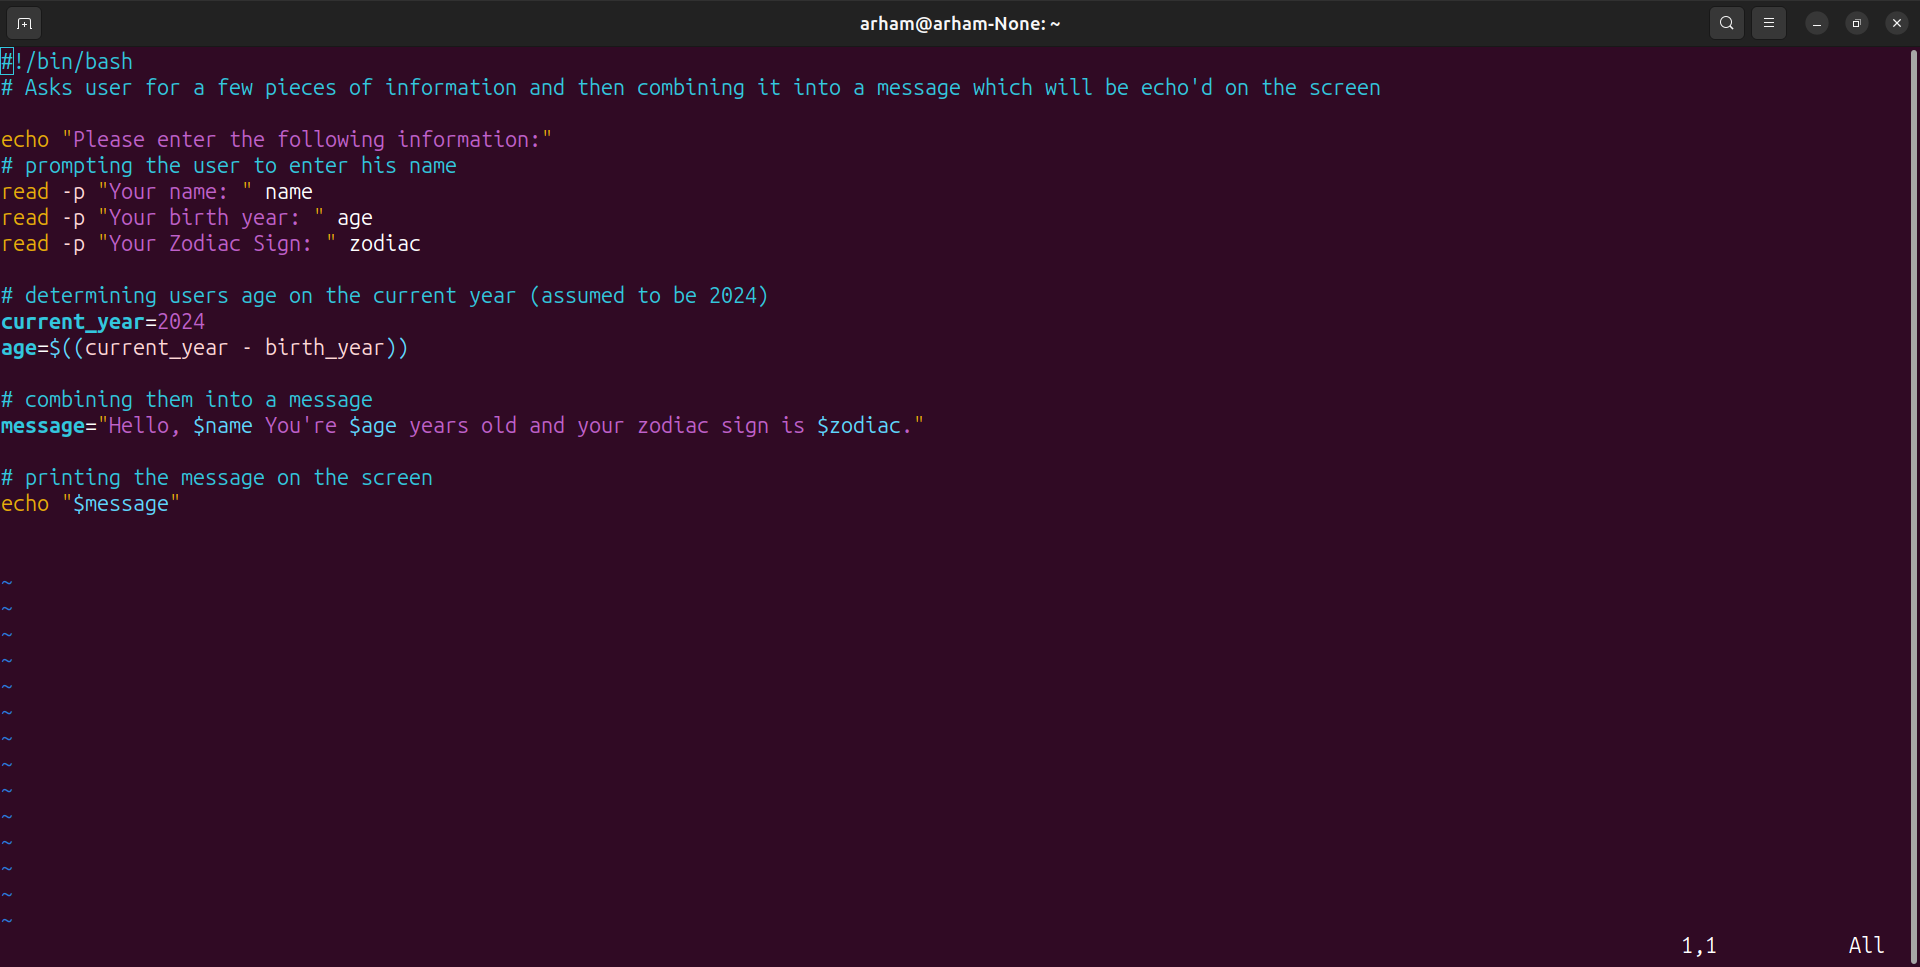 arham@arham-None: ~
#!/bin/bash
# Asks user for a few pieces of information and then combining it into a message which will be echo'd on the screen
echo "Please enter the following information:"
# prompting the user to enter his name
read -p "Your name: " name
read -p "Your birth year: " age
read -p "Your Zodiac Sign: " zodiac
# determining users age on the current year (assumed to be 2024)
current_year=2024
age=$((current_year - birth_year))
# combining them into a message
message="Hello, $name You're $age years old and your zodiac sign is $zodiac."
# printing the message on the screen
echo "$message"
~
~
~
~
~
~
~
~
~
~
~
~
~
~
1,1 All